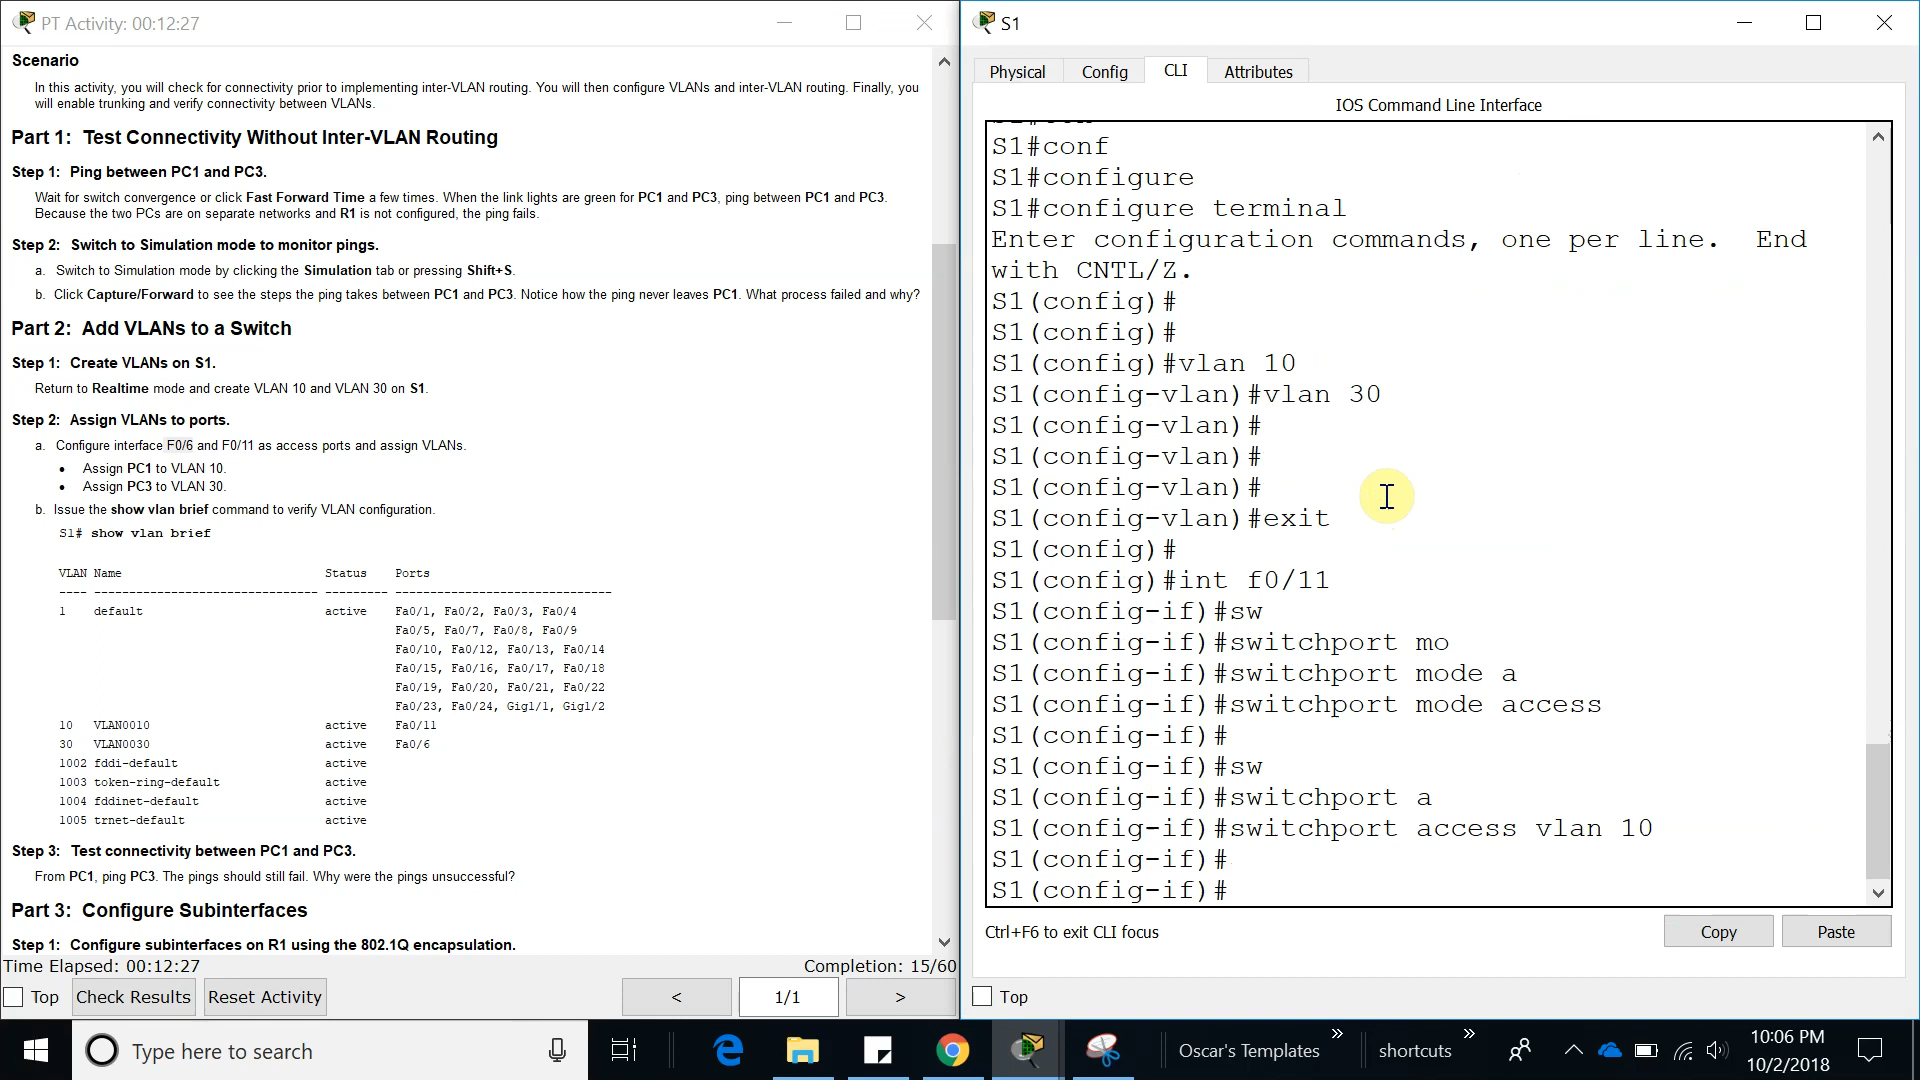 PT Activity: 00:12:27
Scenario
In this activity, you will check for connectivity prior to implementing inter-VLAN routing. You will then configure VLANs and inter-VLAN routing. Finally, you
will enable trunking and verify connectivity between VLANs.
Part 1: Test Connectivity Without Inter-VLAN Routing
Step 1: Ping between PC1 and PC3.
Wait for switch convergence or click Fast Forward Time a few times. When the link lights are green for PC1 and PC3, ping between PC1 and PC3.
Because the two PCs are on separate networks and R1 is not configured, the ping fails.
Step 2: Switch to Simulation mode to monitor pings.
a. Switch to Simulation mode by clicking the Simulation tab or pressing Shift+S.
b. Click Capture/Forward to see the steps the ping takes between PC1 and PC3. Notice how the ping never leaves PC1. What process failed and why?
Part 2: Add VLANs to a Switch
Step 1: Create VLANs on S1.
Return to Realtime mode and create VLAN 10 and VLAN 30 on S1.
Step 2: Assign VLANs to ports.
a. Configure interface F0/6 and F0/11 as access ports and assign VLANs.
• Assign PC1 to VLAN 10.
• Assign PC3 to VLAN 30.
b. Issue the show vlan brief command to verify VLAN configuration.
S1# show vlan brief
VLAN Name Status Ports
---- -------------------------------- --------- -------------------------------
1 default active Fa0/1, Fa0/2, Fa0/3, Fa0/4
Fa0/5, Fa0/7, Fa0/8, Fa0/9
Fa0/10, Fa0/12, Fa0/13, Fa0/14
Fa0/15, Fa0/16, Fa0/17, Fa0/18
Fa0/19, Fa0/20, Fa0/21, Fa0/22
Fa0/23, Fa0/24, Gig1/1, Gig1/2
10 VLAN0010 active Fa0/11
30 VLAN0030 active Fa0/6
1002 fddi-default active
1003 token-ring-default active
1004 fddinet-default active
1005 trnet-default active
Step 3: Test connectivity between PC1 and PC3.
From PC1, ping PC3. The pings should still fail. Why were the pings unsuccessful?
Part 3: Configure Subinterfaces
Step 1: Configure subinterfaces on R1 using the 802.1Q encapsulation.
Time Elapsed: 00:12:27 Completion: 15/60
Top Check Results Reset Activity < 1/1 >
S1
Physical Config CLI Attributes
IOS Command Line Interface
S1#conf
S1#configure
S1#configure terminal
Enter configuration commands, one per line. End
with CNTL/Z.
S1(config)#
S1(config)#
S1(config)#vlan 10
S1(config-vlan)#vlan 30
S1(config-vlan)#
S1(config-vlan)#
S1(config-vlan)#
S1(config-vlan)#exit
S1(config)#
S1(config)#int f0/11
S1(config-if)#sw
S1(config-if)#switchport mo
S1(config-if)#switchport mode a
S1(config-if)#switchport mode access
S1(config-if)#
S1(config-if)#sw
S1(config-if)#switchport a
S1(config-if)#switchport access vlan 10
S1(config-if)#
S1(config-if)#
Ctrl+F6 to exit CLI focus Copy Paste
Top
Type here to search Oscar's Templates » shortcuts » 10:06 PM
10/2/2018